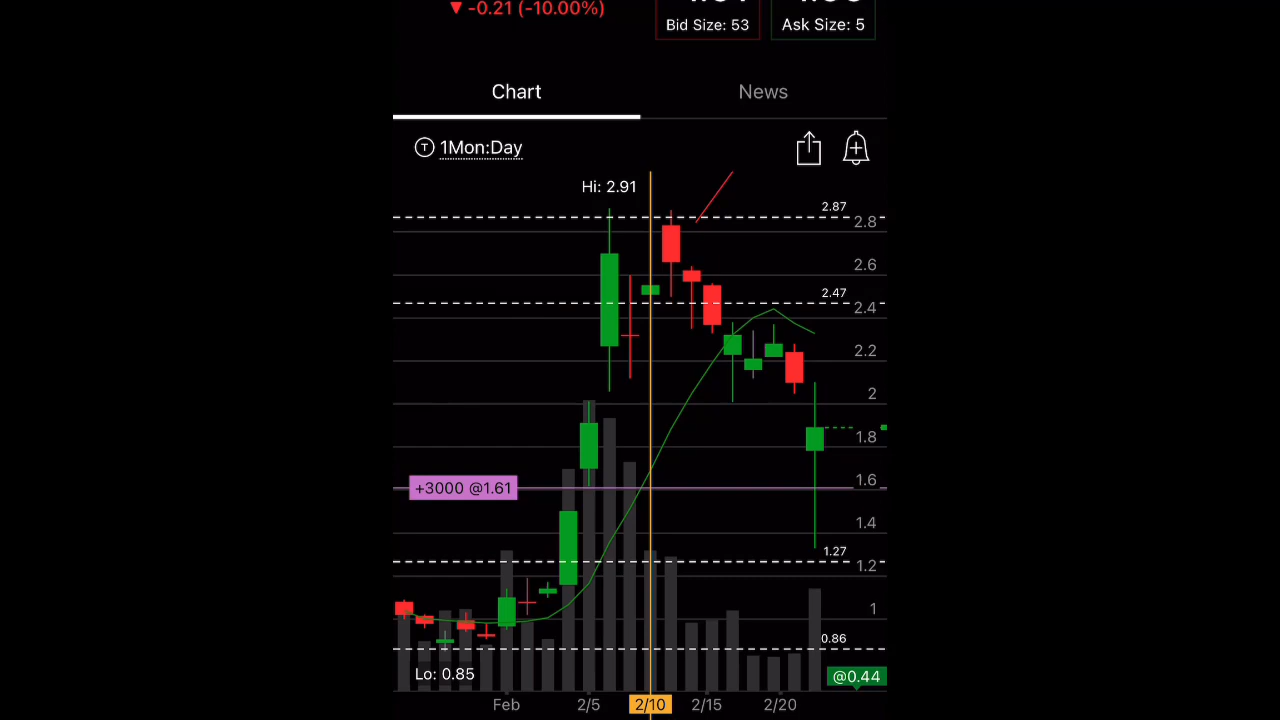 ▼ -0.21 (-10.00%)
Bid Size: 53
Ask Size: 5
Chart
News
T 1Mon:Day
Hi: 2.91
2.87
2.8
2.6
2.47
2.4
2.2
2
1.8
+3000 @1.61
1.6
1.4
1.27
1.2
1
0.86
Lo: 0.85
@0.44
Feb 2/5 2/10 2/15 2/20